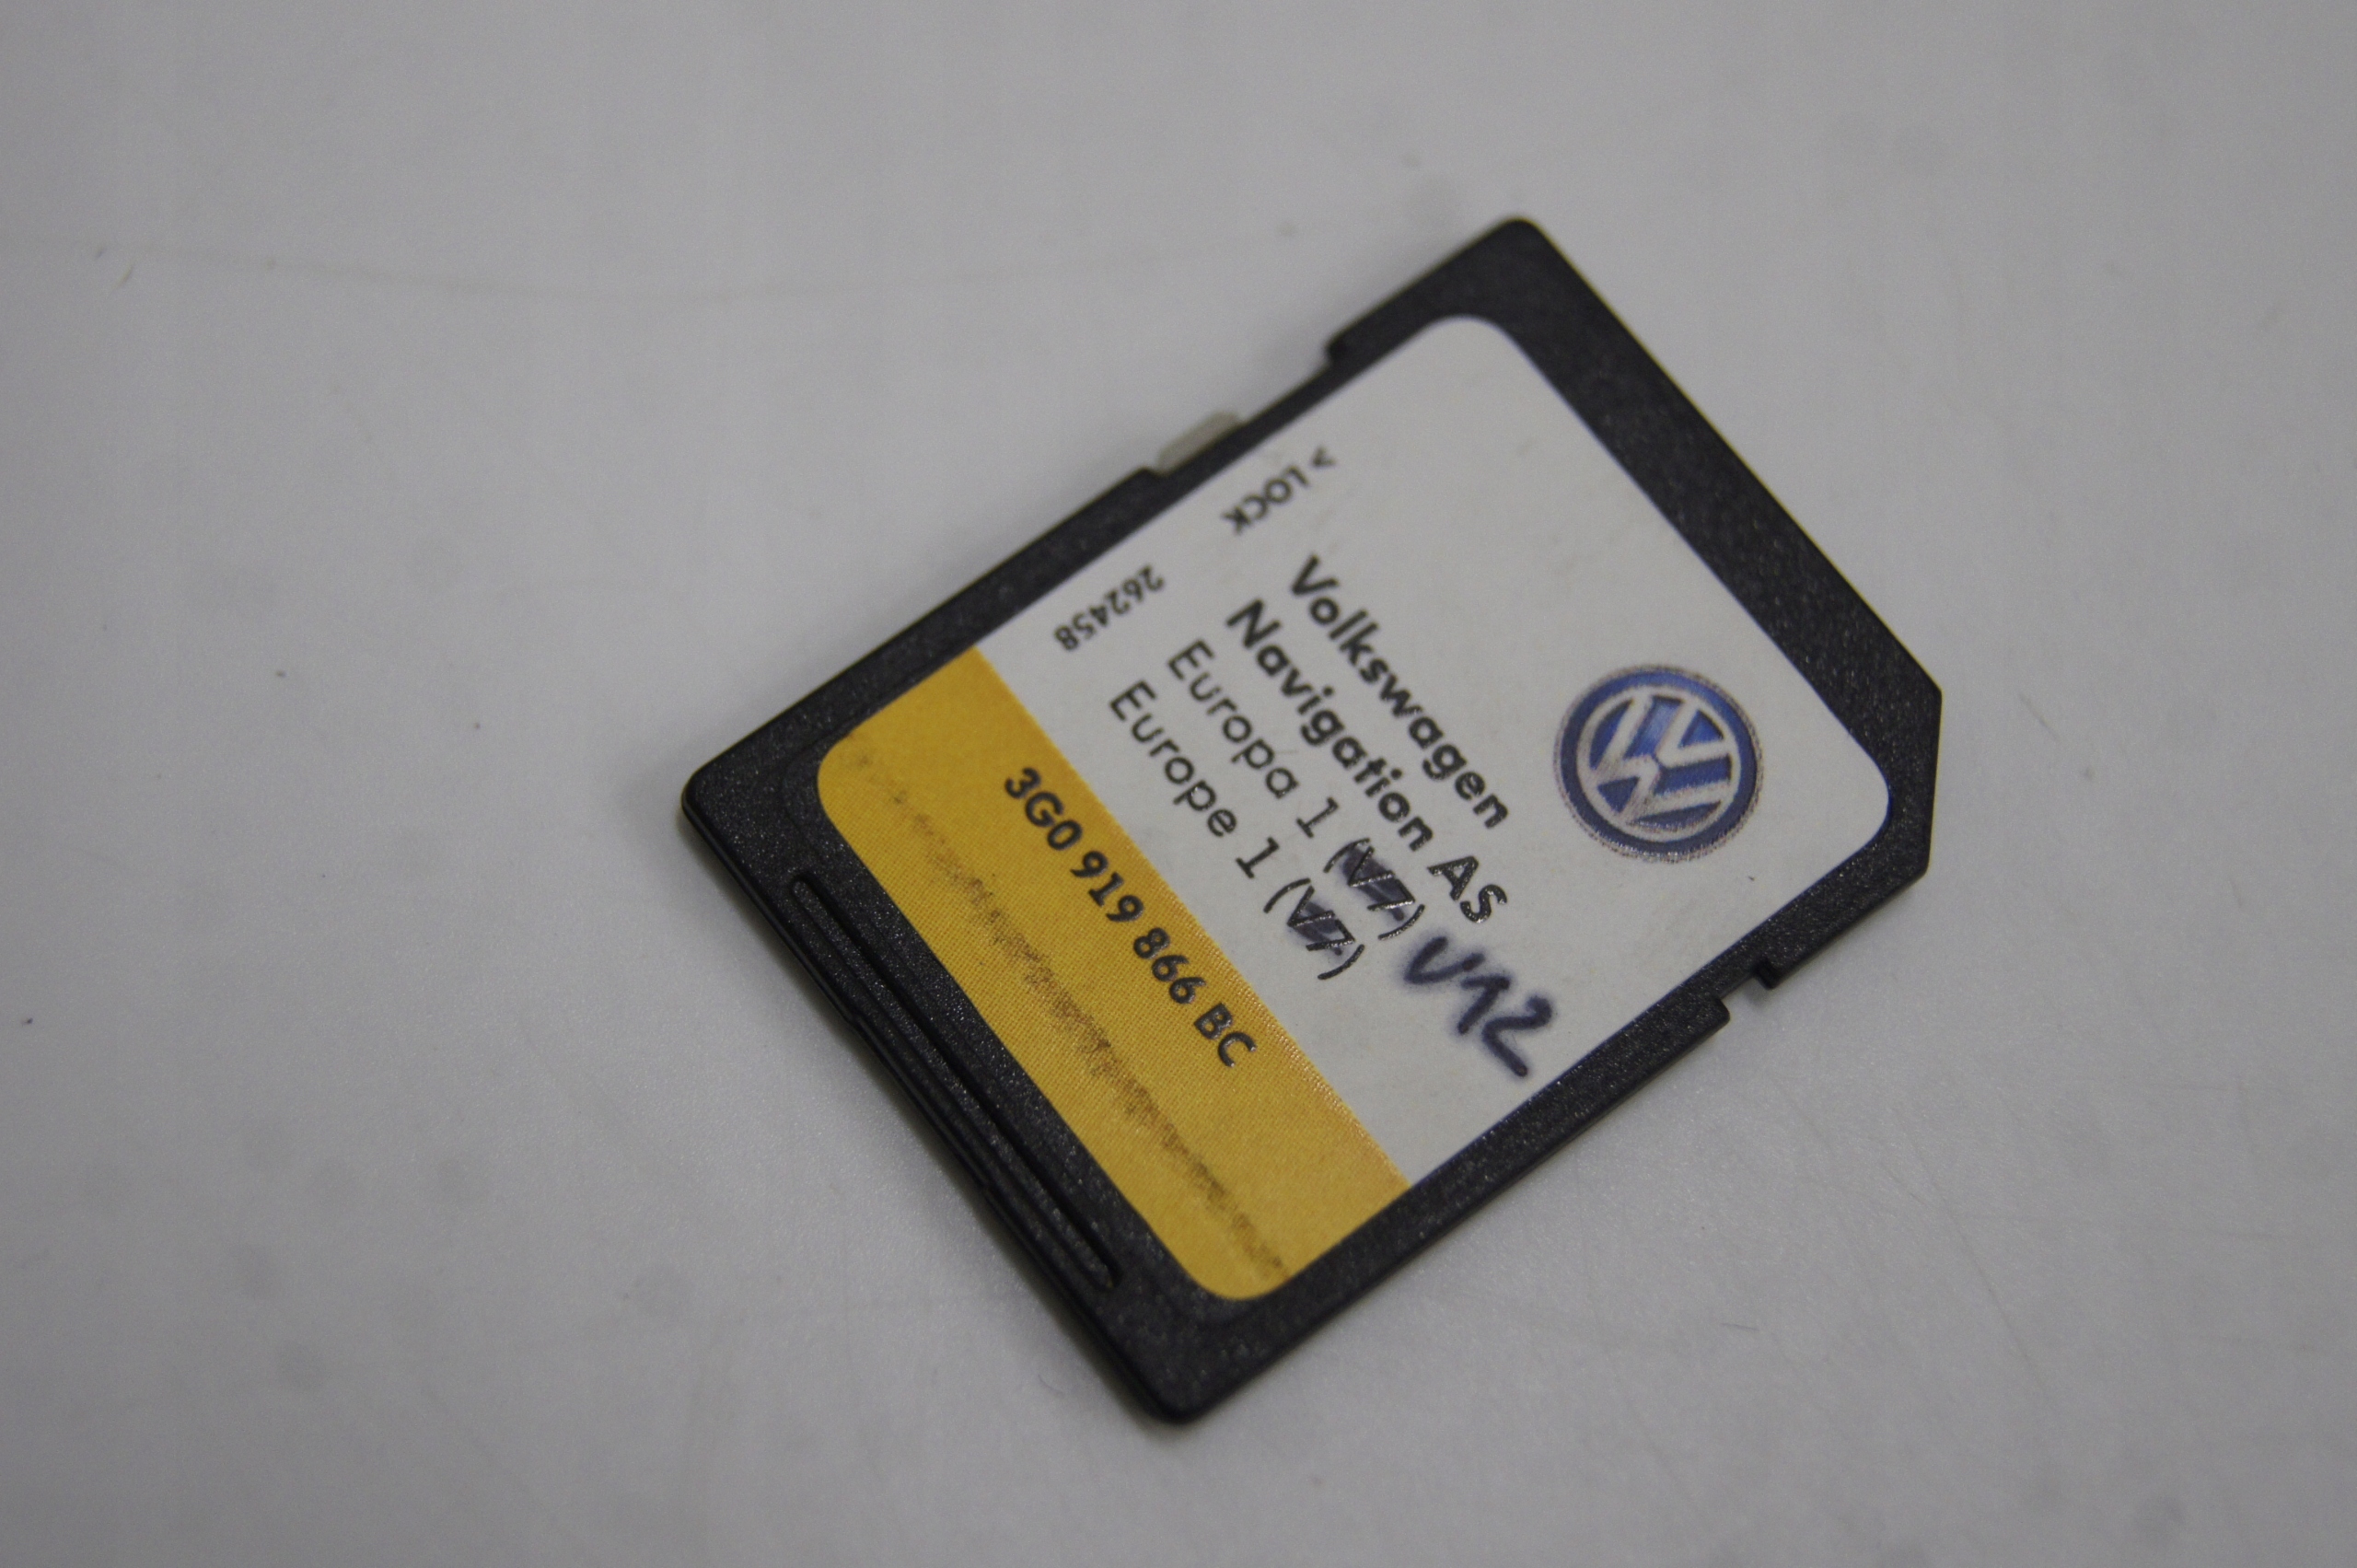 Volkswagen
Navigation AS
Europa 1 (V7) V12
Europe 1 (V7)
> LOCK
262458
3G0 919 866 BC